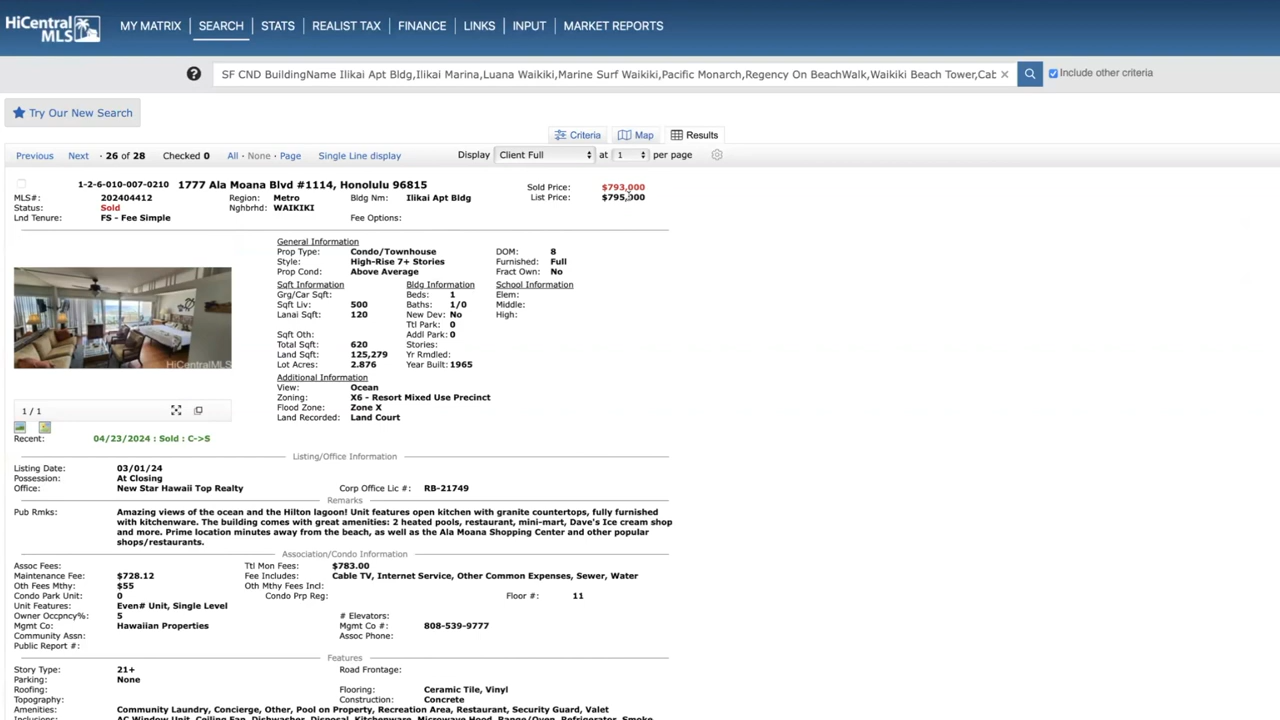 HiCentral MLS
MY MATRIX SEARCH STATS REALIST TAX FINANCE LINKS INPUT MARKET REPORTS
? SF CND BuildingName Ilikai Apt Bldg,Ilikai Marina,Luana Waikiki,Marine Surf Waikiki,Pacific Monarch,Regency On BeachWalk,Waikiki Beach Tower,Cat Include other criteria
Try Our New Search
Criteria Map Results
Previous Next · 26 of 28 Checked 0 All · None · Page Single Line display Display Client Full at 1 per page
1-2-6-010-007-0210 1777 Ala Moana Blvd #1114, Honolulu 96815 Sold Price: $793,000
MLS#: 202404412 Region: Metro Bldg Nm: Ilikai Apt Bldg List Price: $795,000
Status: Sold Nghbrhd: WAIKIKI
Lnd Tenure: FS - Fee Simple Fee Options:
General Information
Prop Type: Condo/Townhouse DOM: 8
Style: High-Rise 7+ Stories Furnished: Full
Prop Cond: Above Average Fract Own: No
Sqft Information Bldg Information School Information
Grg/Car Sqft: Beds: 1 Elem:
Sqft Liv: 500 Baths: 1/0 Middle:
Lanai Sqft: 120 New Dev: No High:
Ttl Park: 0
Sqft Oth: Addl Park: 0
Total Sqft: 620 Stories:
Land Sqft: 125,279 Yr Rmdled:
Lot Acres: 2.876 Year Built: 1965
Additional Information
View: Ocean
Zoning: X6 - Resort Mixed Use Precinct
Flood Zone: Zone X
Land Recorded: Land Court
HiCentralMLS
1 / 1
Recent: 04/23/2024 : Sold : C->S
Listing/Office Information
Listing Date: 03/01/24
Possession: At Closing
Office: New Star Hawaii Top Realty Corp Office Lic #: RB-21749
Remarks
Pub Rmks: Amazing views of the ocean and the Hilton lagoon! Unit features open kitchen with granite countertops, fully furnished
with kitchenware. The building comes with great amenities: 2 heated pools, restaurant, mini-mart, Dave's Ice cream shop
and more. Prime location minutes away from the beach, as well as the Ala Moana Shopping Center and other popular
shops/restaurants.
Association/Condo Information
Assoc Fees: Ttl Mon Fees: $783.00
Maintenance Fee: $728.12 Fee Includes: Cable TV, Internet Service, Other Common Expenses, Sewer, Water
Oth Fees Mthy: $55 Oth Mthy Fees Incl:
Condo Park Unit: 0 Condo Prp Reg: Floor #: 11
Unit Features: Even# Unit, Single Level
Owner Occpncy%: 5 # Elevators:
Mgmt Co: Hawaiian Properties Mgmt Co #: 808-539-9777
Community Assn: Assoc Phone:
Public Report #:
Features
Story Type: 21+ Road Frontage:
Parking: None
Roofing: Flooring: Ceramic Tile, Vinyl
Topography: Construction: Concrete
Amenities: Community Laundry, Concierge, Other, Pool on Property, Recreation Area, Restaurant, Security Guard, Valet
Inclusions: AC Window Unit, Ceiling Fan, Dishwasher, Disposal, Kitchenware, Microwave Hood, Range/Oven, Refrigerator, Smoke